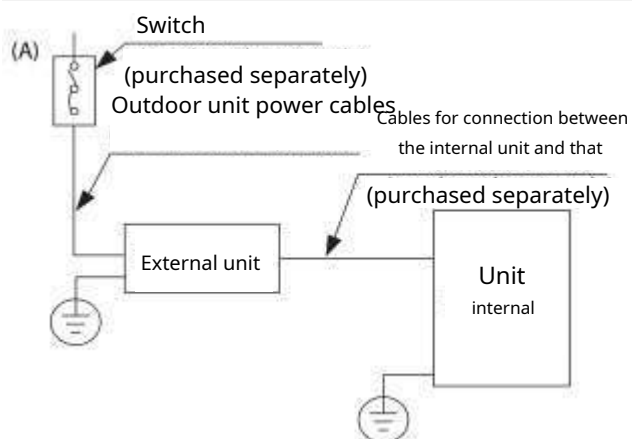 (A)
Switch
(purchased separately)
Outdoor unit power cables
Cables for connection between
the internal unit and that
(purchased separately)
External unit
Unit
internal